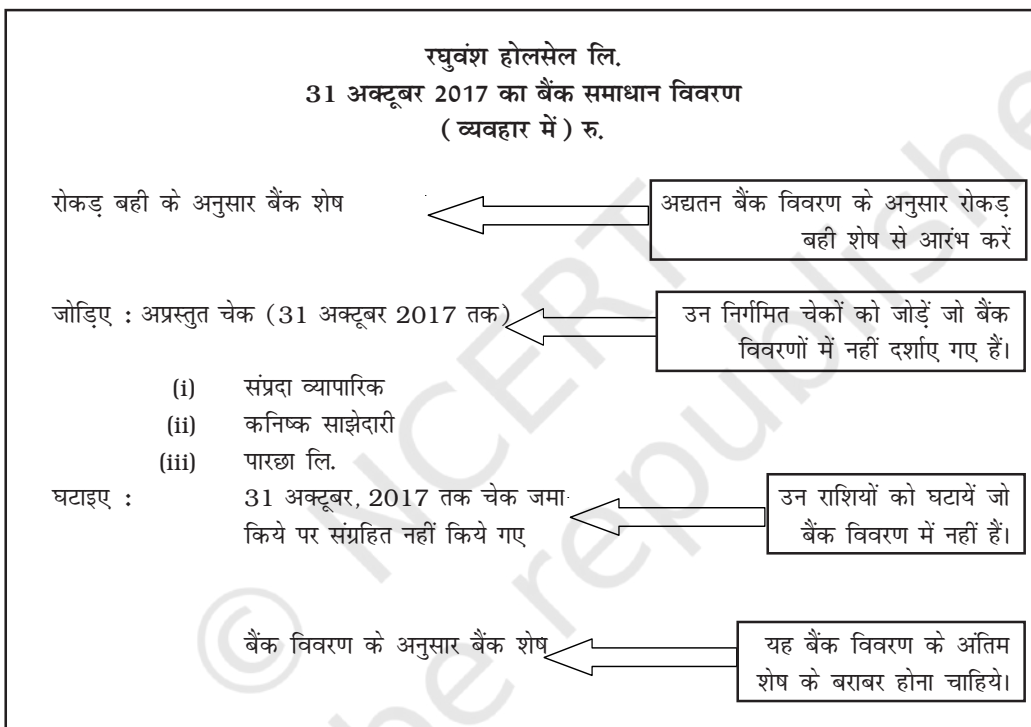 रघुवंश होलसेल लि.
31 अक्टूबर 2017 का बैंक समाधान विवरण
( व्यवहार में ) रु.
रोकड़ बही के अनुसार बैंक शेष
अद्यतन बैंक विवरण के अनुसार रोकड़
बही शेष से आरंभ करें
जोड़िए : अप्रस्तुत चेक (31 अक्टूबर 2017 तक)
उन निर्गमित चेकों को जोड़ें जो बैंक
विवरणों में नहीं दर्शाए गए हैं।
(i) संप्रदा व्यापारिक
(ii) कनिष्क साझेदारी
(iii) पारछा लि.
घटाइए : 31 अक्टूबर, 2017 तक चेक जमा
किये पर संग्रहित नहीं किये गए
उन राशियों को घटायें जो
बैंक विवरण में नहीं हैं।
बैंक विवरण के अनुसार बैंक शेष
यह बैंक विवरण के अंतिम
शेष के बराबर होना चाहिये।
© NCERT
be republishe